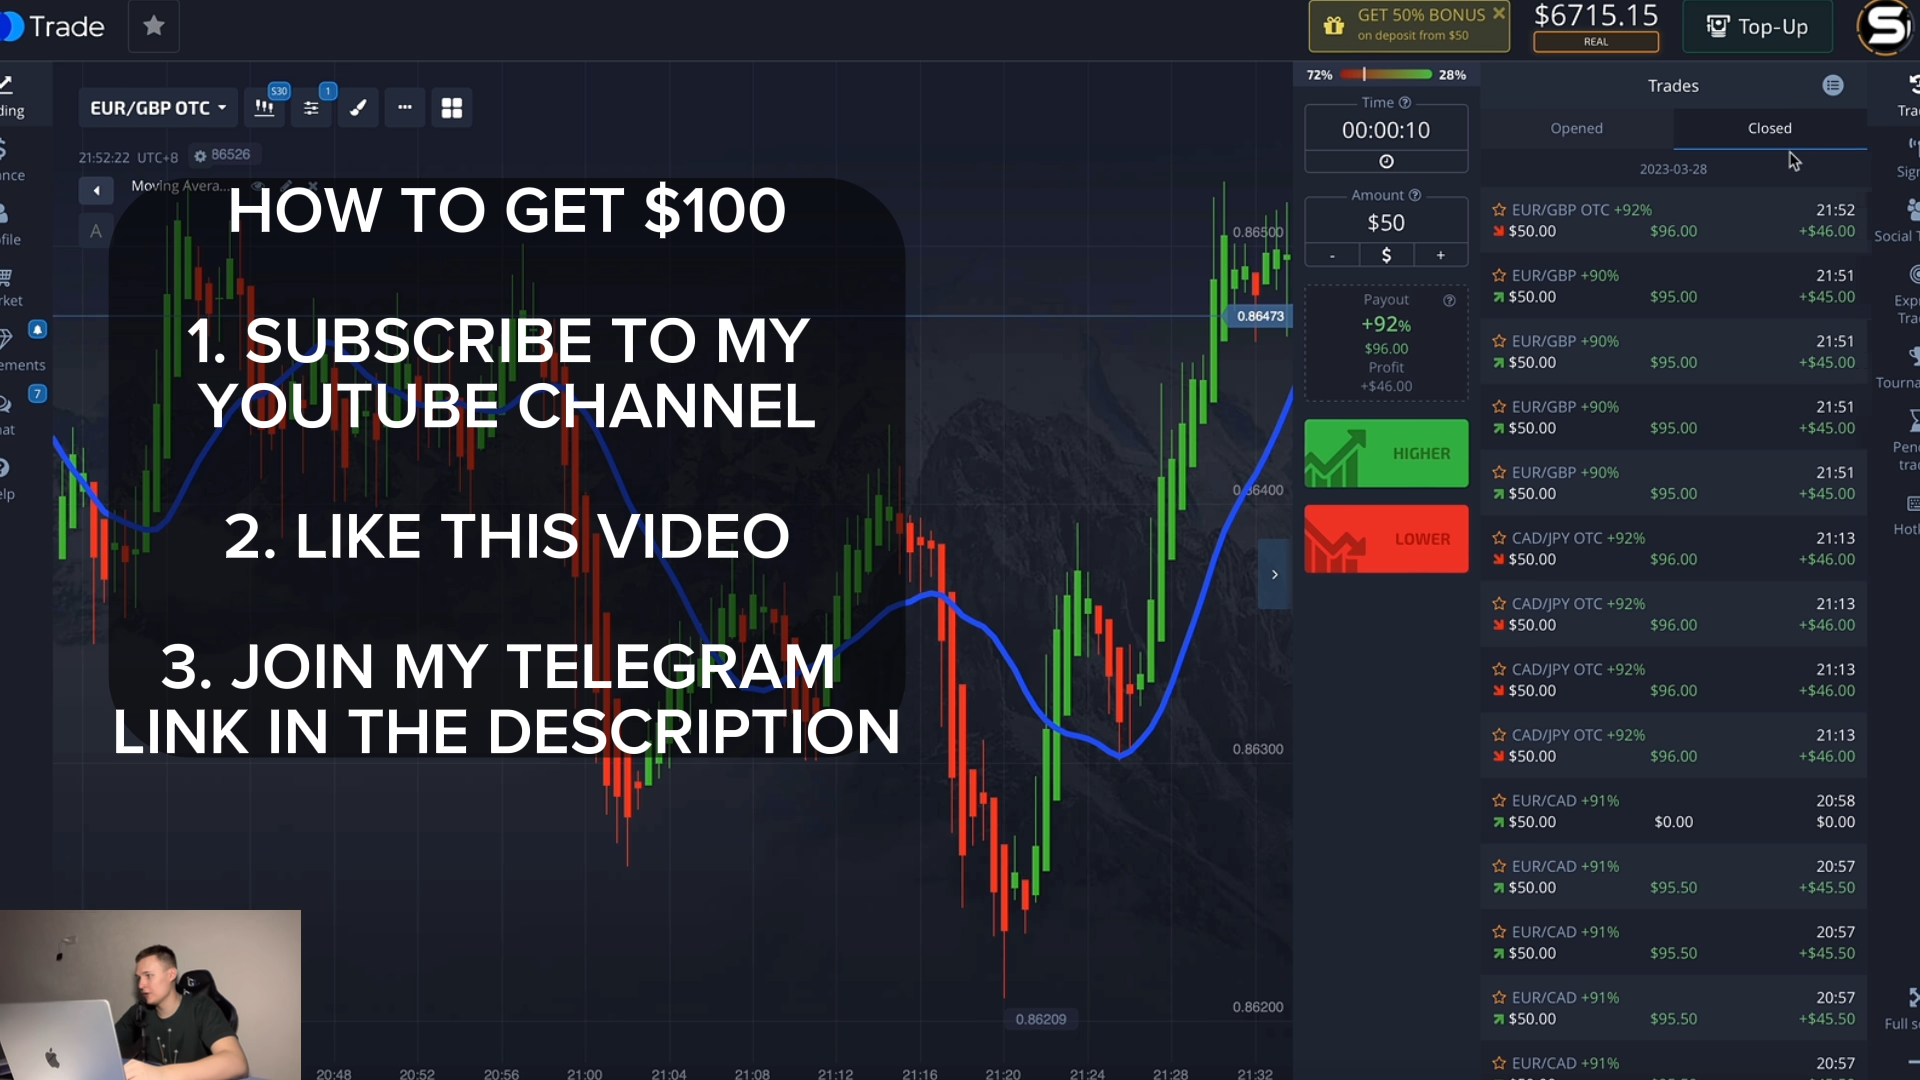 Trade
GET 50% BONUS
on deposit from $50
$6715.15
REAL
Top-Up
EUR/GBP OTC
S30
1
21:52:22 UTC+8
86526
Moving Avera...
A
HOW TO GET $100
1. SUBSCRIBE TO MY
YOUTUBE CHANNEL
2. LIKE THIS VIDEO
3. JOIN MY TELEGRAM
LINK IN THE DESCRIPTION
7
0.86500
0.86473
0.86400
0.86300
0.86200
0.86209
20:48
20:52
20:56
21:00
21:04
21:08
21:12
21:16
21:20
21:24
21:28
21:32
72%
28%
Time
00:00:10
Amount
$50
- $ +
Payout
+92%
$96.00
Profit
+$46.00
HIGHER
LOWER
Trades
Opened
Closed
2023-03-28
EUR/GBP OTC +92% 21:52
$50.00 $96.00 +$46.00
EUR/GBP +90% 21:51
$50.00 $95.00 +$45.00
EUR/GBP +90% 21:51
$50.00 $95.00 +$45.00
EUR/GBP +90% 21:51
$50.00 $95.00 +$45.00
EUR/GBP +90% 21:51
$50.00 $95.00 +$45.00
CAD/JPY OTC +92% 21:13
$50.00 $96.00 +$46.00
CAD/JPY OTC +92% 21:13
$50.00 $96.00 +$46.00
CAD/JPY OTC +92% 21:13
$50.00 $96.00 +$46.00
CAD/JPY OTC +92% 21:13
$50.00 $96.00 +$46.00
EUR/CAD +91% 20:58
$50.00 $0.00 $0.00
EUR/CAD +91% 20:57
$50.00 $95.50 +$45.50
EUR/CAD +91% 20:57
$50.00 $95.50 +$45.50
EUR/CAD +91% 20:57
$50.00 $95.50 +$45.50
EUR/CAD +91% 20:57
Social
Full